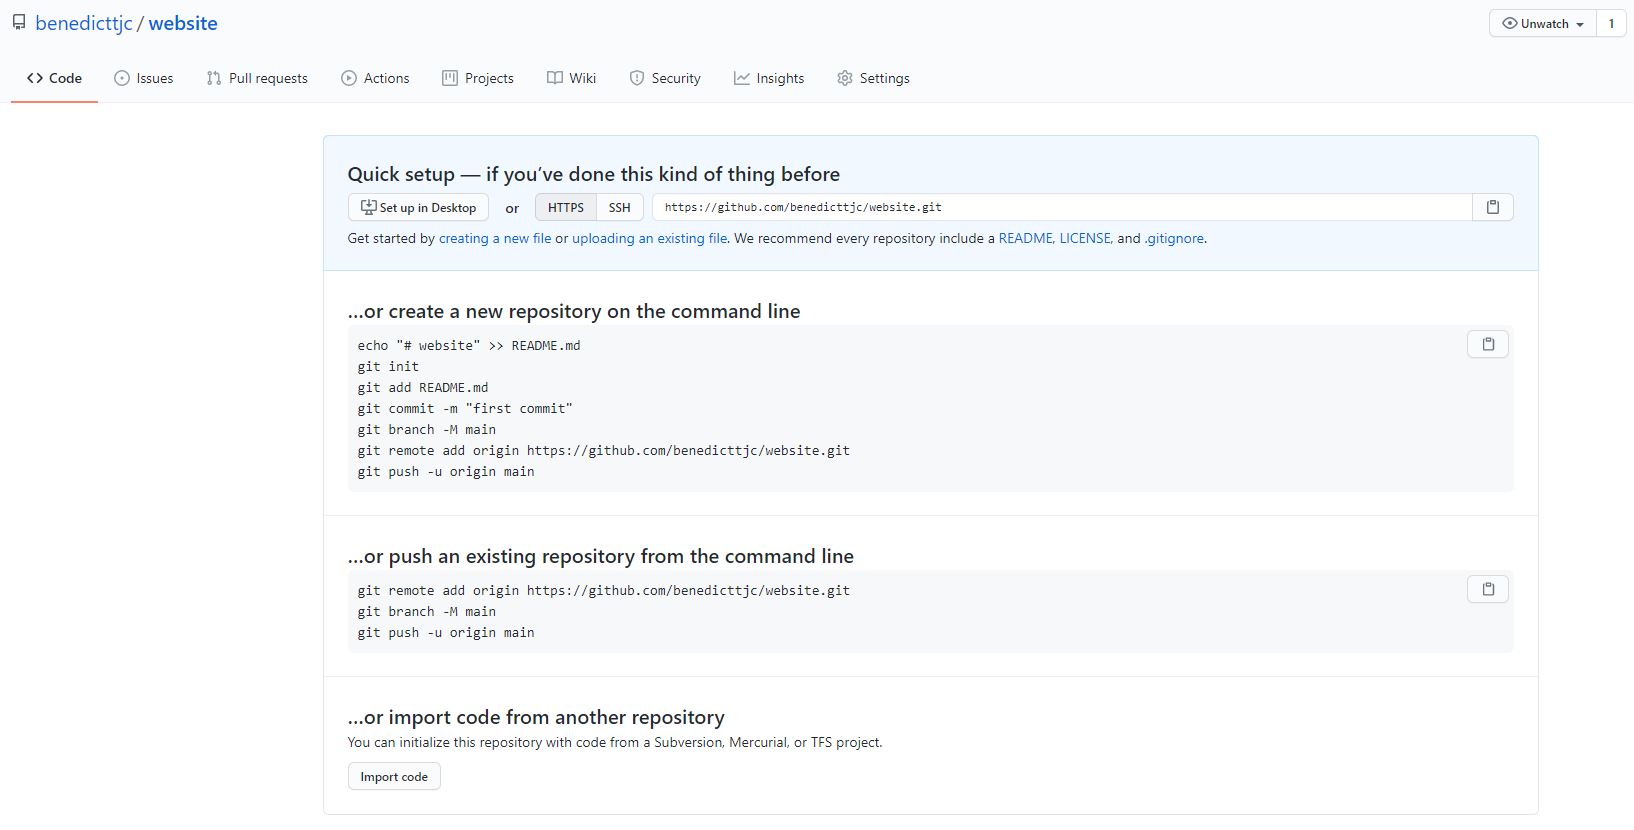 benedicttjc / website
Unwatch 1
Code Issues Pull requests Actions Projects Wiki Security Insights Settings
Quick setup — if you’ve done this kind of thing before
Set up in Desktop or HTTPS SSH https://github.com/benedicttjc/website.git
Get started by creating a new file or uploading an existing file. We recommend every repository include a README, LICENSE, and .gitignore.
…or create a new repository on the command line
echo "# website" >> README.md
git init
git add README.md
git commit -m "first commit"
git branch -M main
git remote add origin https://github.com/benedicttjc/website.git
git push -u origin main
…or push an existing repository from the command line
git remote add origin https://github.com/benedicttjc/website.git
git branch -M main
git push -u origin main
…or import code from another repository
You can initialize this repository with code from a Subversion, Mercurial, or TFS project.
Import code